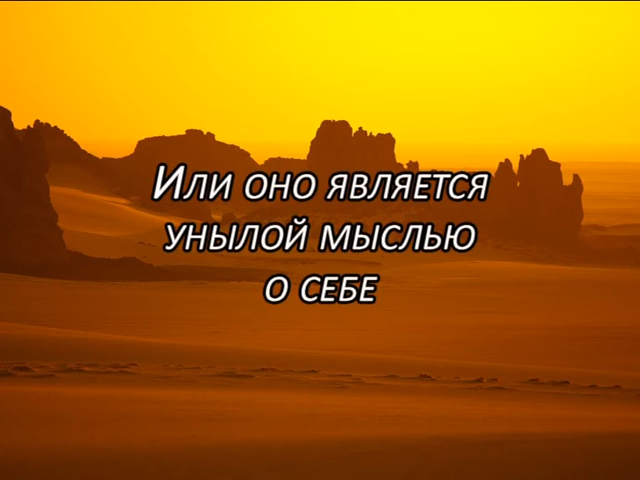 Или оно является
унылой мыслью
о себе